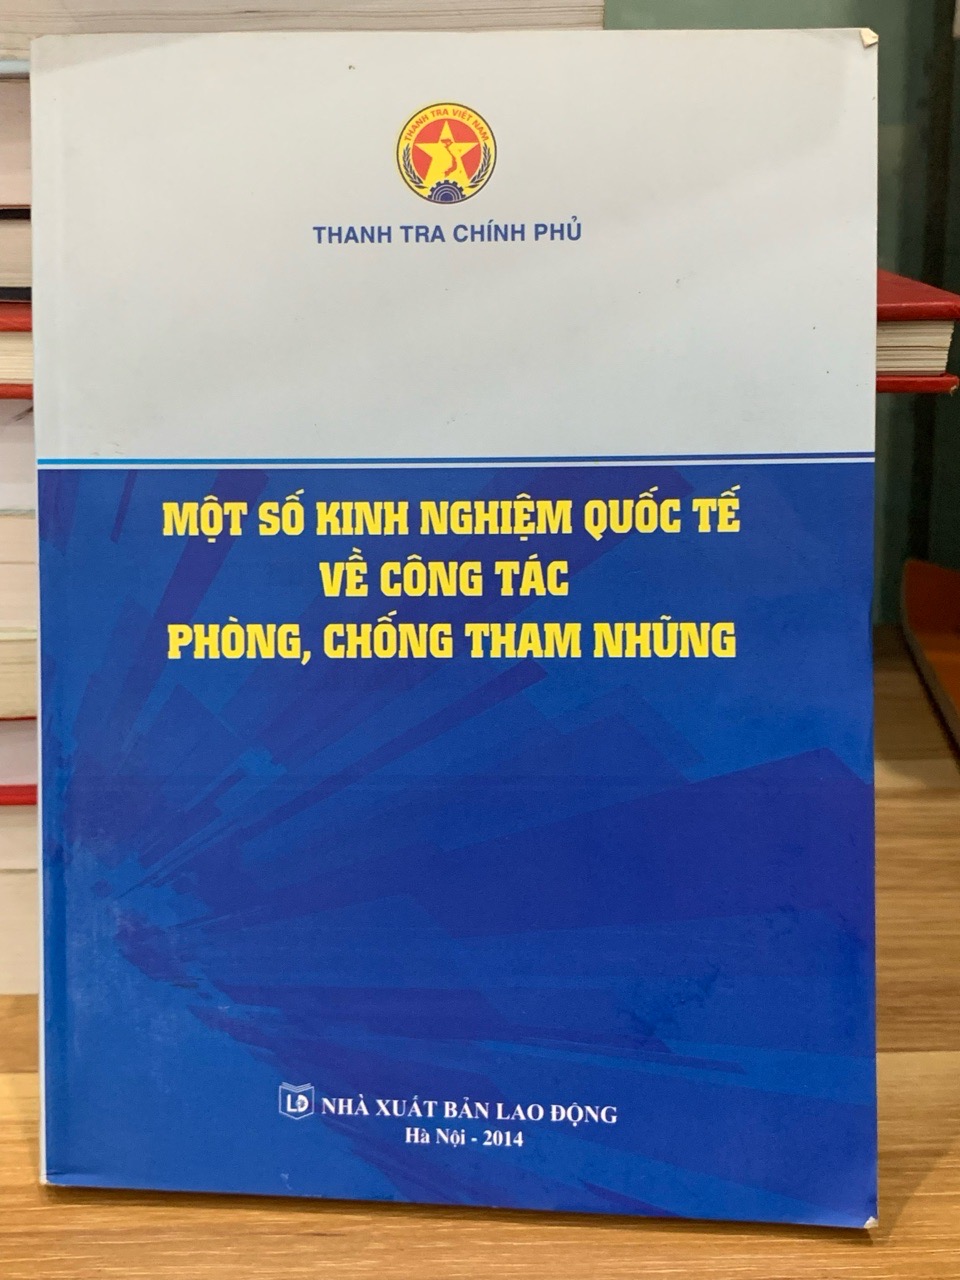 THANH TRA VIỆT NAM
THANH TRA CHÍNH PHỦ
MỘT SỐ KINH NGHIỆM QUỐC TẾ
VỀ CÔNG TÁC
PHÒNG, CHỐNG THAM NHŨNG
LĐ NHÀ XUẤT BẢN LAO ĐỘNG
Hà Nội - 2014